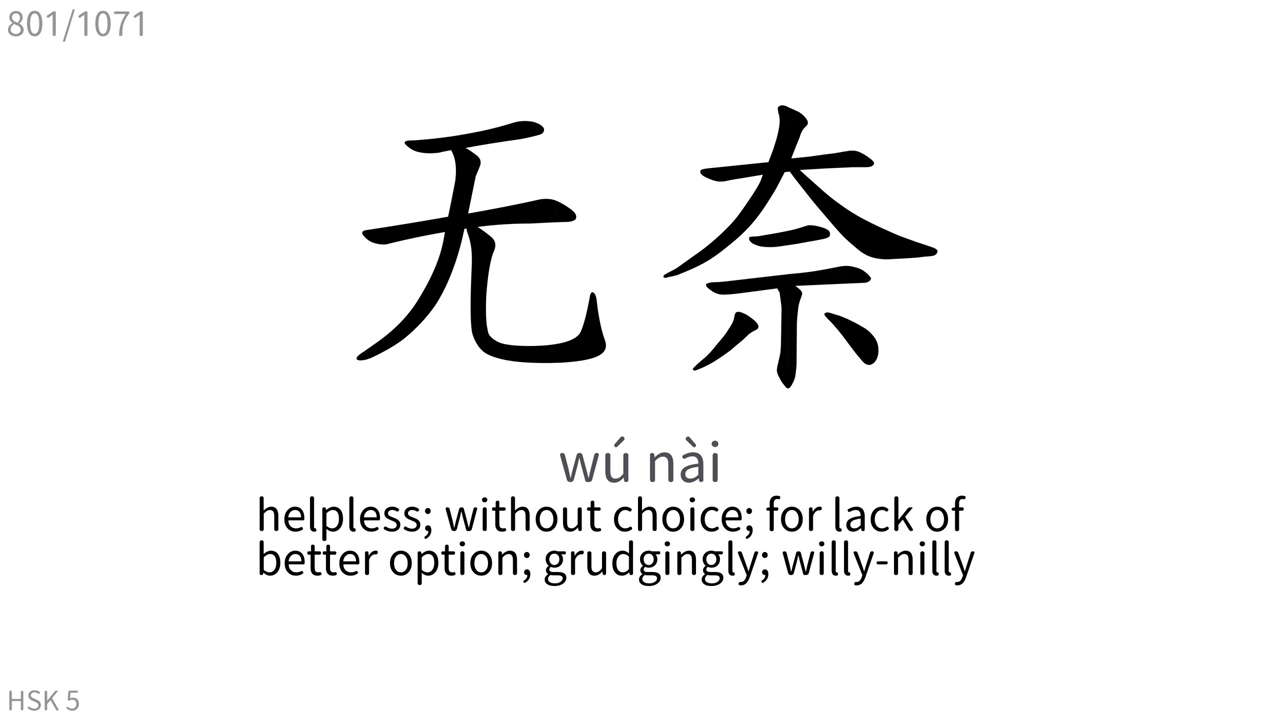 801/1071
无奈
wú nài
helpless; without choice; for lack of
better option; grudgingly; willy-nilly
HSK 5